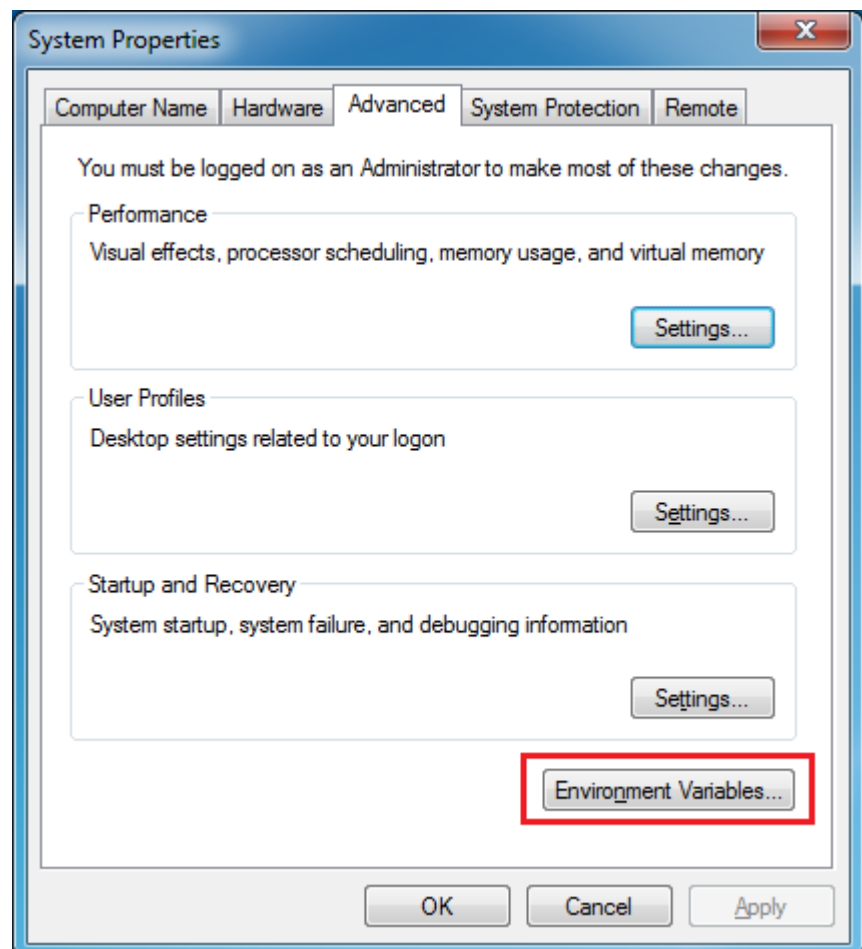 System Properties
Computer Name Hardware Advanced System Protection Remote
You must be logged on as an Administrator to make most of these changes.
Performance
Visual effects, processor scheduling, memory usage, and virtual memory
Settings...
User Profiles
Desktop settings related to your logon
Settings...
Startup and Recovery
System startup, system failure, and debugging information
Settings...
Environment Variables...
OK Cancel Apply